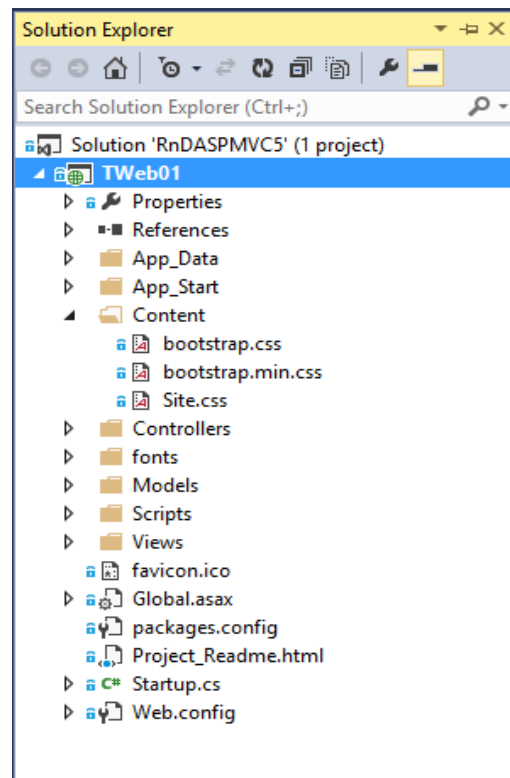 Solution Explorer
Search Solution Explorer (Ctrl+;)
Solution 'RnDASPMVC5' (1 project)
TWeb01
Properties
References
App_Data
App_Start
Content
bootstrap.css
bootstrap.min.css
Site.css
Controllers
fonts
Models
Scripts
Views
favicon.ico
Global.asax
packages.config
Project_Readme.html
C# Startup.cs
Web.config